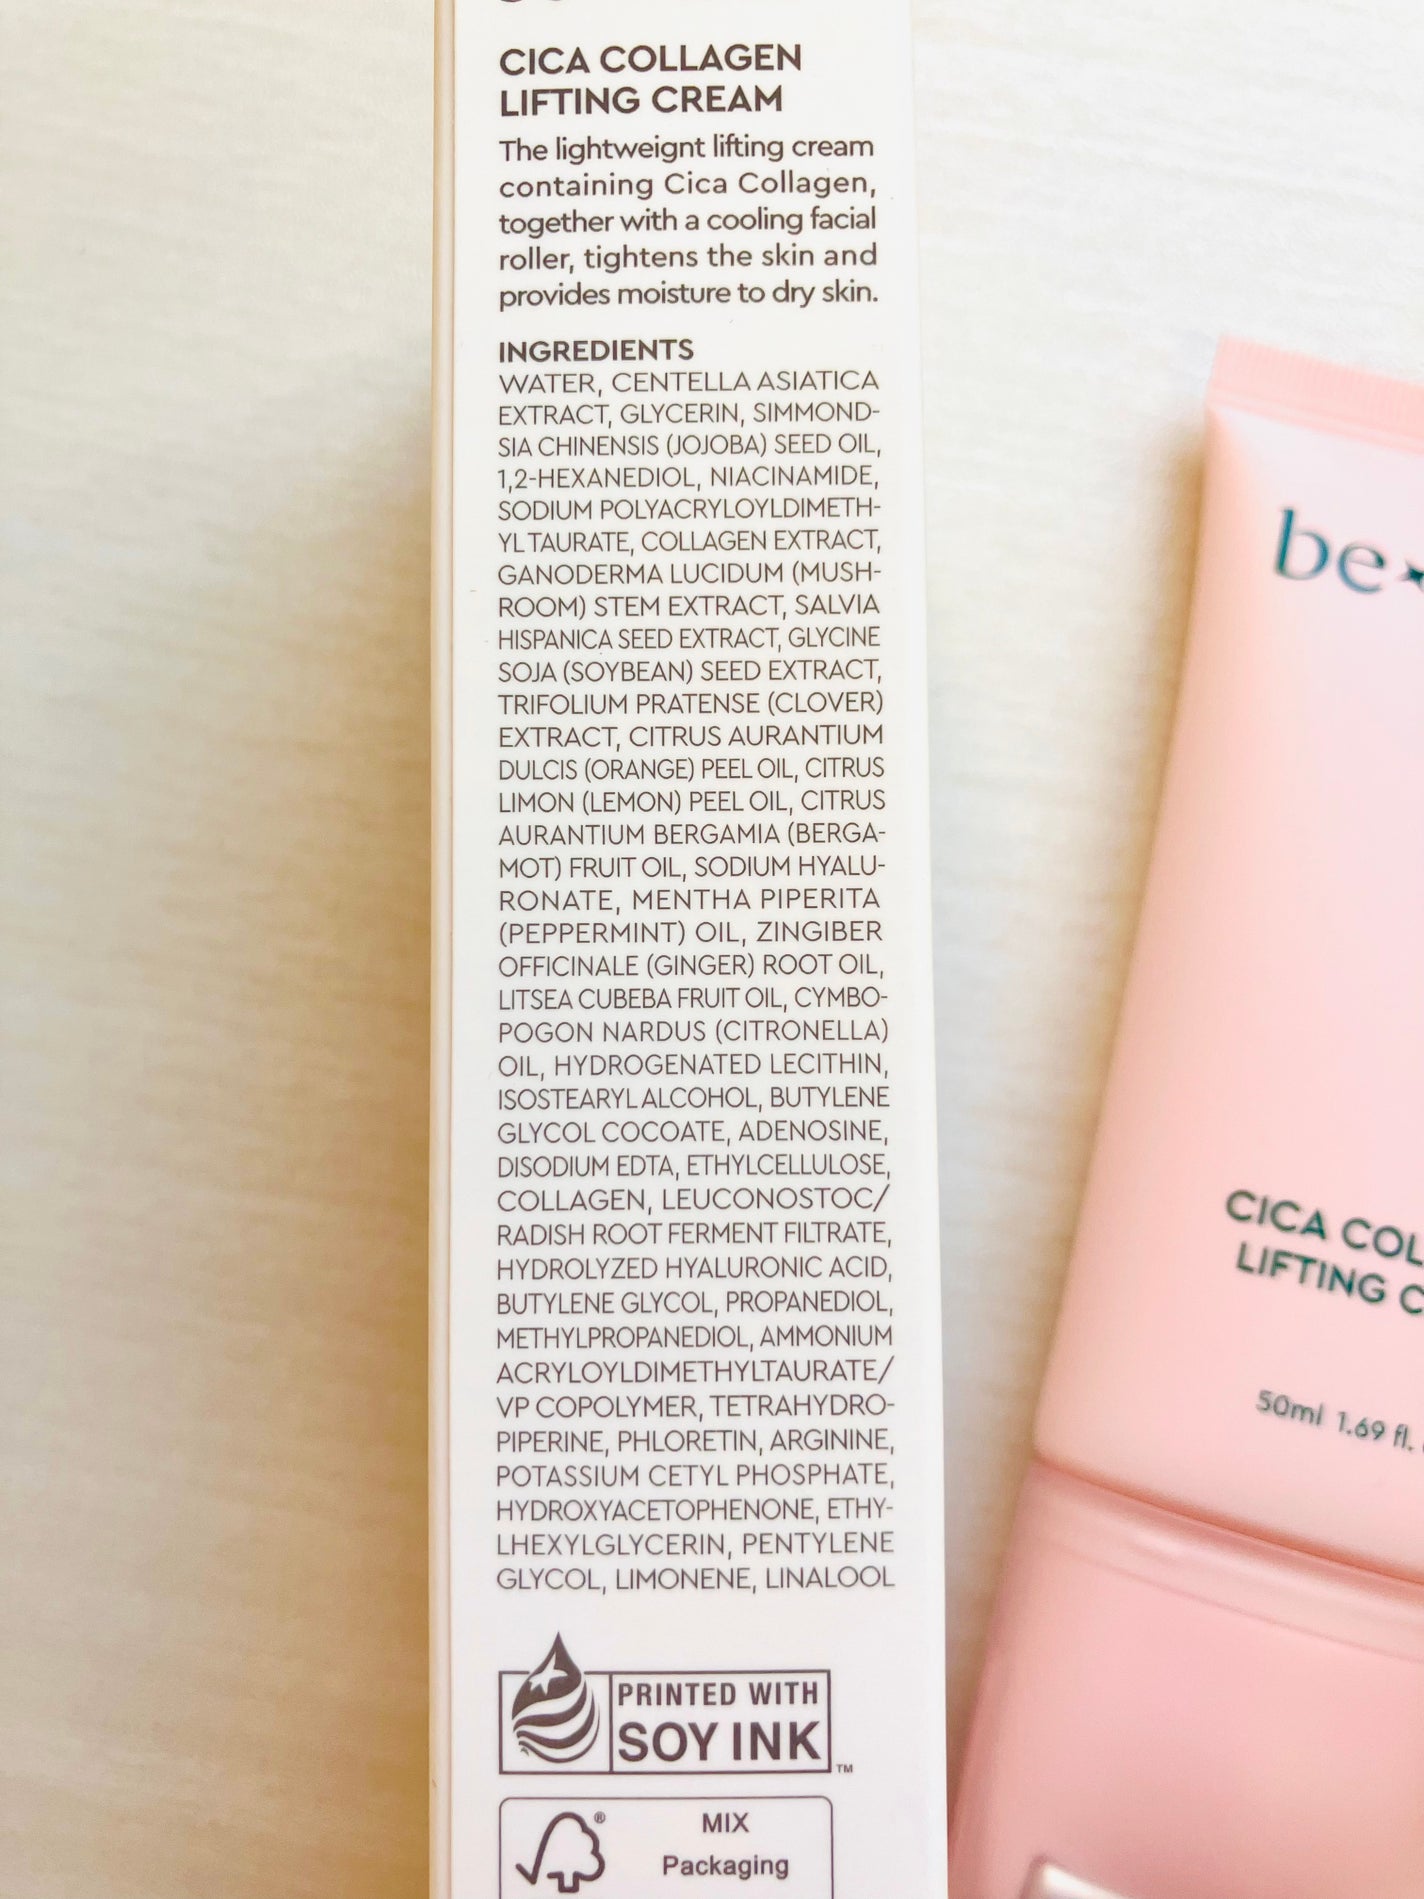 CICA COLLAGEN
LIFTING CREAM
The lightweignt lifting cream
containing Cica Collagen,
together with a cooling facial
roller, tightens the skin and
provides moisture to dry skin.
INGREDIENTS
WATER, CENTELLA ASIATICA
EXTRACT, GLYCERIN, SIMMOND-
SIA CHINENSIS (JOJOBA) SEED OIL,
1,2-HEXANEDIOL, NIACINAMIDE,
SODIUM POLYACRYLOYLDIMETH-
YL TAURATE, COLLAGEN EXTRACT,
GANODERMA LUCIDUM (MUSH-
ROOM) STEM EXTRACT, SALVIA
HISPANICA SEED EXTRACT, GLYCINE
SOJA (SOYBEAN) SEED EXTRACT,
TRIFOLIUM PRATENSE (CLOVER)
EXTRACT, CITRUS AURANTIUM
DULCIS (ORANGE) PEEL OIL, CITRUS
LIMON (LEMON) PEEL OIL, CITRUS
AURANTIUM BERGAMIA (BERGA-
MOT) FRUIT OIL, SODIUM HYALU-
RONATE, MENTHA PIPERITA
(PEPPERMINT) OIL, ZINGIBER
OFFICINALE (GINGER) ROOT OIL,
LITSEA CUBEBA FRUIT OIL, CYMBO-
POGON NARDUS (CITRONELLA)
OIL, HYDROGENATED LECITHIN,
ISOSTEARYL ALCOHOL, BUTYLENE
GLYCOL COCOATE, ADENOSINE,
DISODIUM EDTA, ETHYLCELLULOSE,
COLLAGEN, LEUCONOSTOC/
RADISH ROOT FERMENT FILTRATE,
HYDROLYZED HYALURONIC ACID,
BUTYLENE GLYCOL, PROPANEDIOL,
METHYLPROPANEDIOL, AMMONIUM
ACRYLOYLDIMETHYLTAURATE/
VP COPOLYMER, TETRAHYDRO-
PIPERINE, PHLORETIN, ARGININE,
POTASSIUM CETYL PHOSPHATE,
HYDROXYACETOPHENONE, ETHY-
LHEXYLGLYCERIN, PENTYLENE
GLYCOL, LIMONENE, LINALOOL
PRINTED WITH
SOY INK ™
® MIX
Packaging
be
CICA COL
LIFTING C
50ml 1.69 fl.